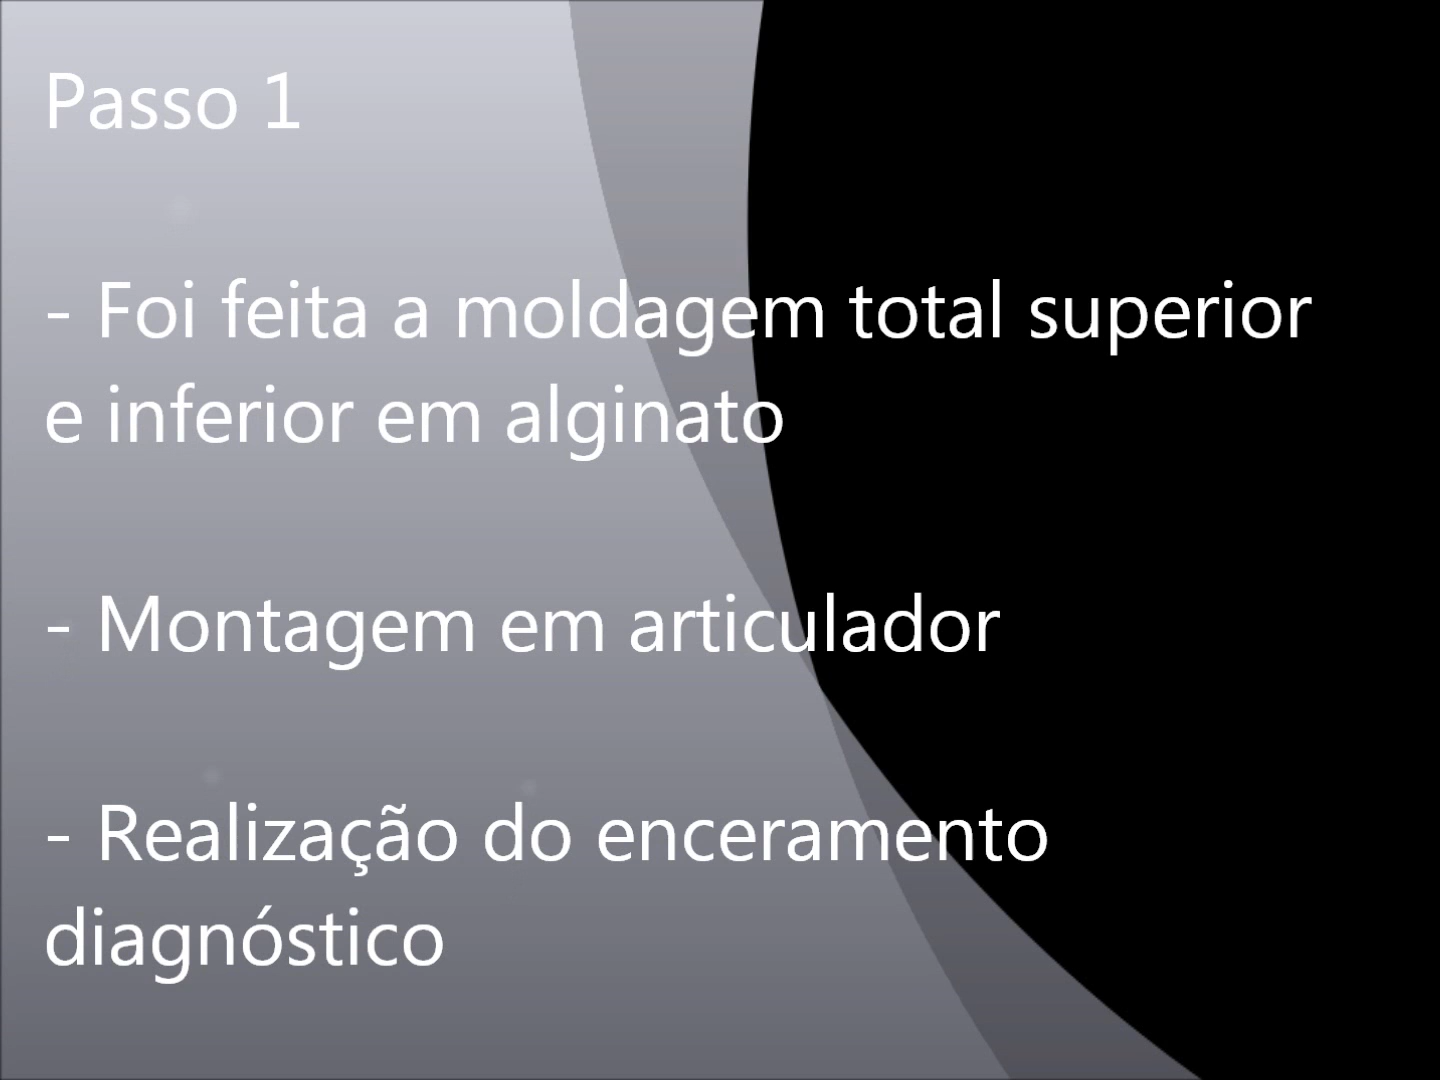 Passo 1
- Foi feita a moldagem total superior
e inferior em alginato
- Montagem em articulador
- Realização do enceramento
diagnóstico